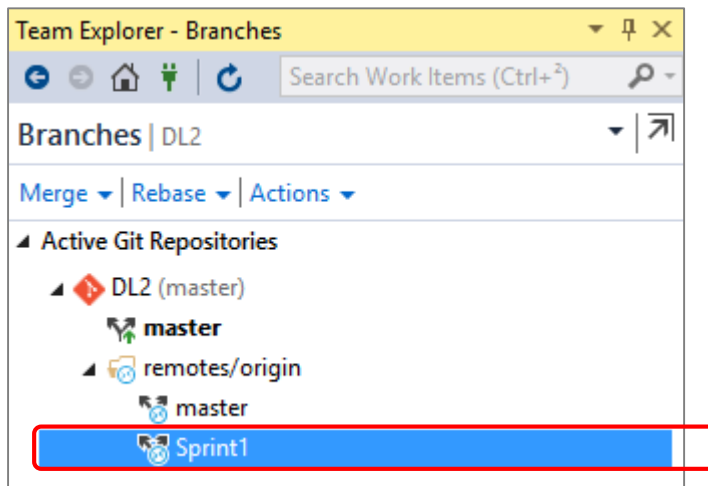 Team Explorer - Branches
Search Work Items (Ctrl+²)
Branches | DL2
Merge | Rebase | Actions
Active Git Repositories
DL2 (master)
master
remotes/origin
master
Sprint1